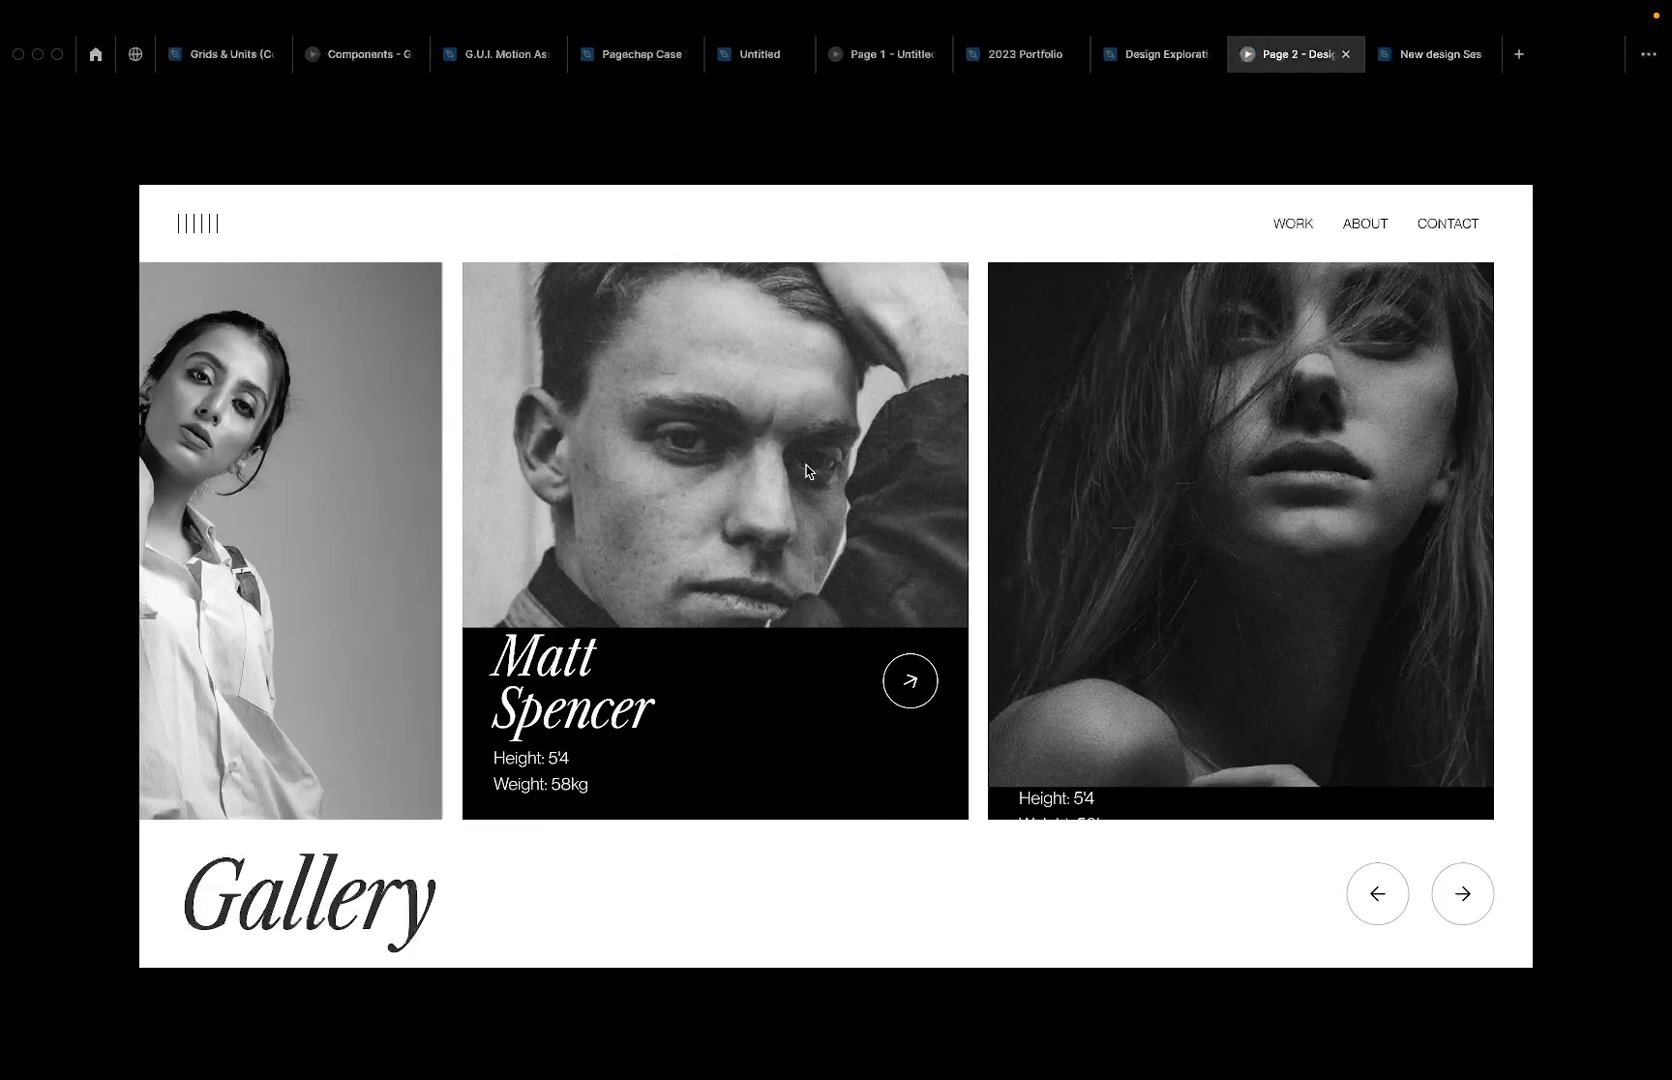 Grids & Units (C
Components - G
G.U.I. Motion As
Pagechap Case
Untitled
Page 1 - Untitled
2023 Portfolio
Design Explorati
Page 2 - Desi
New design Ses
WORK
ABOUT
CONTACT
Matt
Spencer
Height: 5'4
Weight: 58kg
Height: 5'4
Gallery